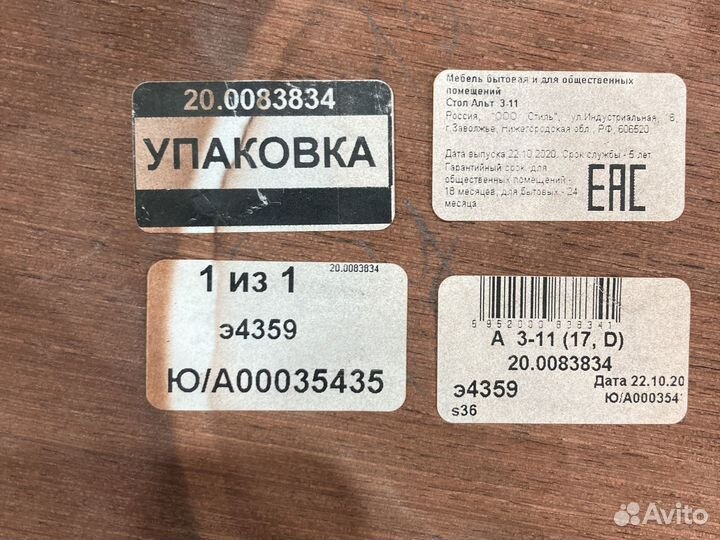 20.0083834
УПАКОВКА
Мебель бытовая и для общественных
помещений
Стол Альт 3-11
Россия, "ООО "Стиль", ул.Индустриальная, 8,
г.Заволжье, Нижегородская обл., РФ, 606520
Дата выпуска 22.10.2020. Срок службы - 5 лет.
Гарантийный срок: для
общественных помещений -
18 месяцев, для бытовых - 24
месяца
EAC
20.0083834
1 из 1
э4359
Ю/А00035435
5952000838341
А 3-11 (17, D)
20.0083834
э4359
Дата 22.10.20
s36
Ю/А000354
Avito